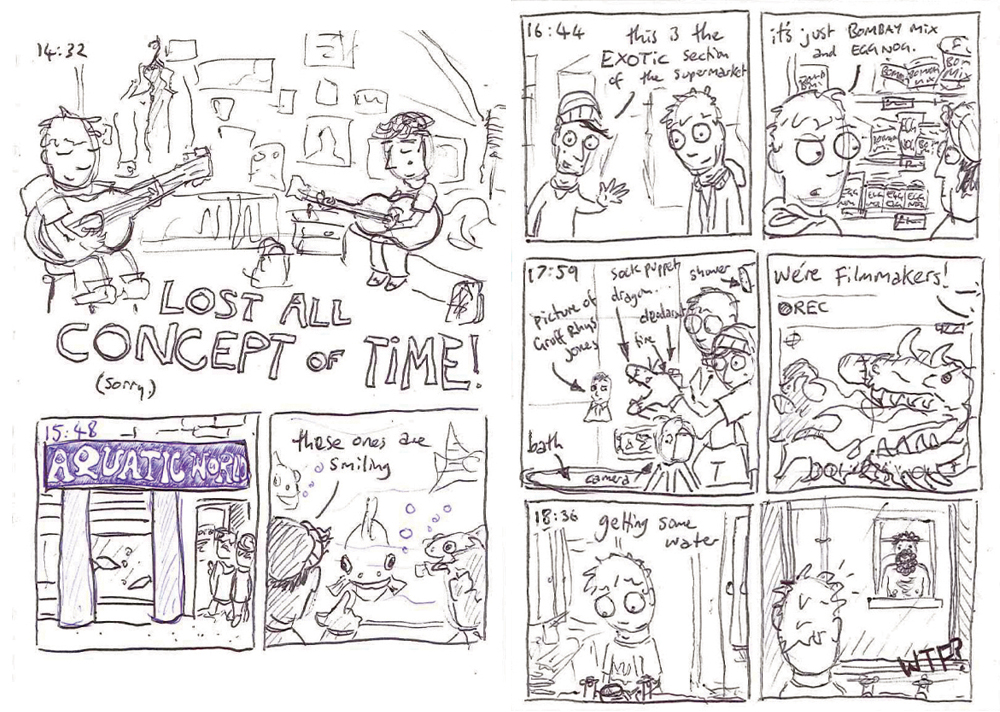 14:32
LOST ALL
CONCEPT OF TIME!
(sorry)
15:48
AQUATIC WORLD
these ones are
smiling
16:44
this is the
EXOTIC section
of the supermarket
it's just BOMBAY MIX
and EGG NOG.
BOM
MIX
EGG
NOG
17:59
sock puppet
dragon...
shower
picture of
Griff Rhys
Jones
deodorant
fire
bath
camera
T
We're Filmmakers!
REC
18:36
getting some
water
WTF?